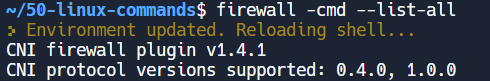 ~/50-linux-commands$ firewall -cmd --list-all
Environment updated. Reloading shell...
CNI firewall plugin v1.4.1
CNI protocol versions supported: 0.4.0, 1.0.0